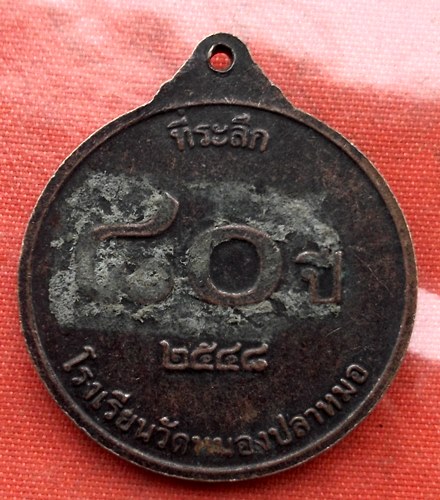 ที่ระลึก
๘๐ ปี
๒๕๔๘
โรงเรียนวัดหนองปลาหมอ